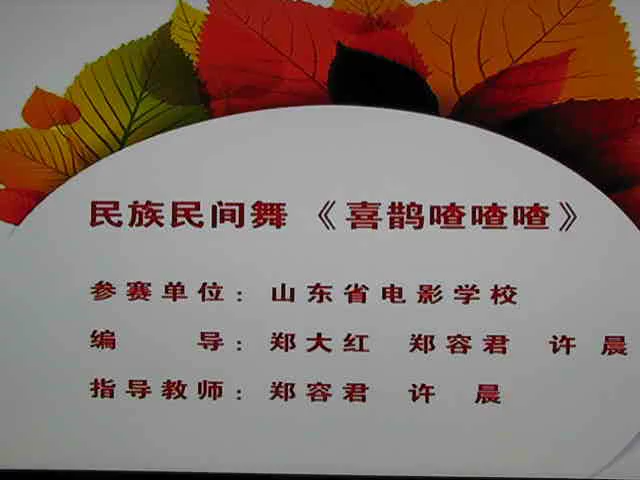 民族民间舞 《喜鹊喳喳喳》
参赛单位：山东省电影学校
编 导：郑大红 郑容君 许 晨
指导教师：郑容君 许 晨